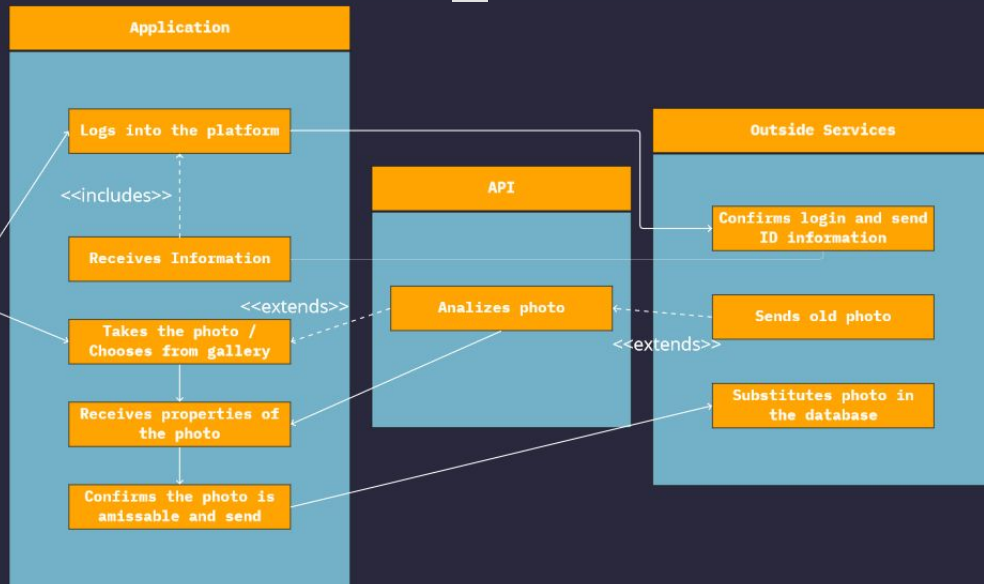 Application
Logs into the platform
<<includes>>
Receives Information
<<extends>>
Takes the photo /
Chooses from gallery
Receives properties of
the photo
Confirms the photo is
amissable and send
API
Analizes photo
<<extends>>
Outside Services
Confirms login and send
ID information
Sends old photo
Substitutes photo in
the database